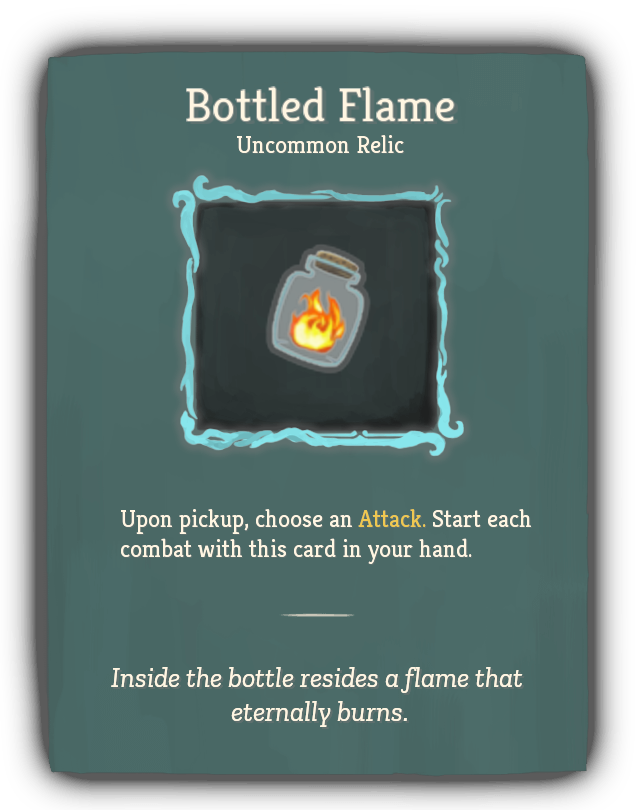 Bottled Flame
Uncommon Relic
Upon pickup, choose an Attack. Start each
combat with this card in your hand.
Inside the bottle resides a flame that
eternally burns.